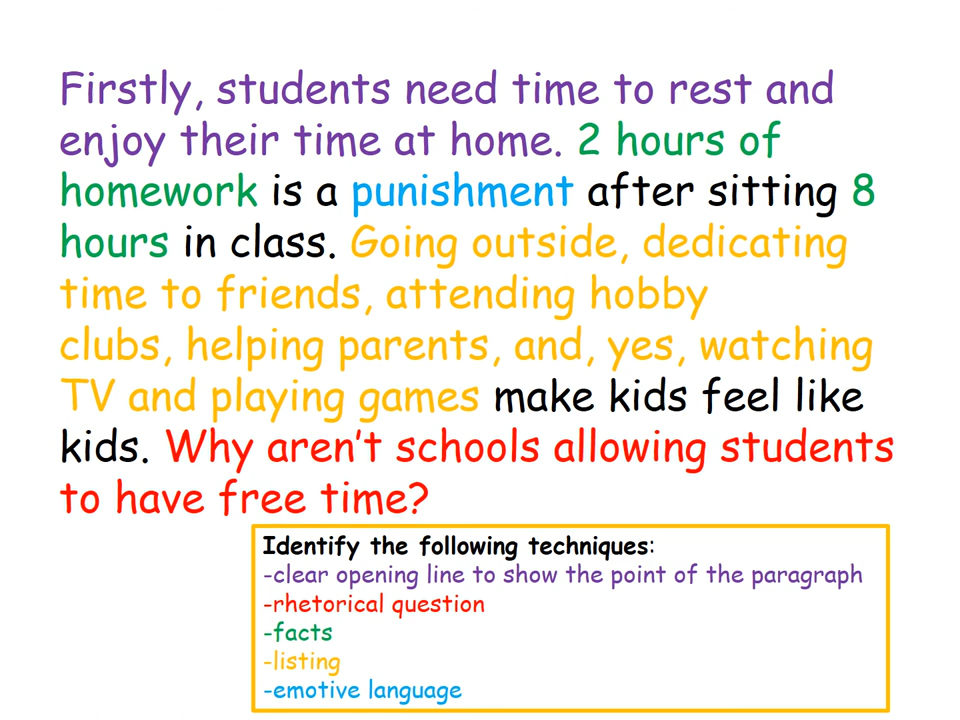 Firstly, students need time to rest and
enjoy their time at home. 2 hours of
homework is a punishment after sitting 8
hours in class. Going outside, dedicating
time to friends, attending hobby
clubs, helping parents, and, yes, watching
TV and playing games make kids feel like
kids. Why aren't schools allowing students
to have free time?
Identify the following techniques:
-clear opening line to show the point of the paragraph
-rhetorical question
-facts
-listing
-emotive language